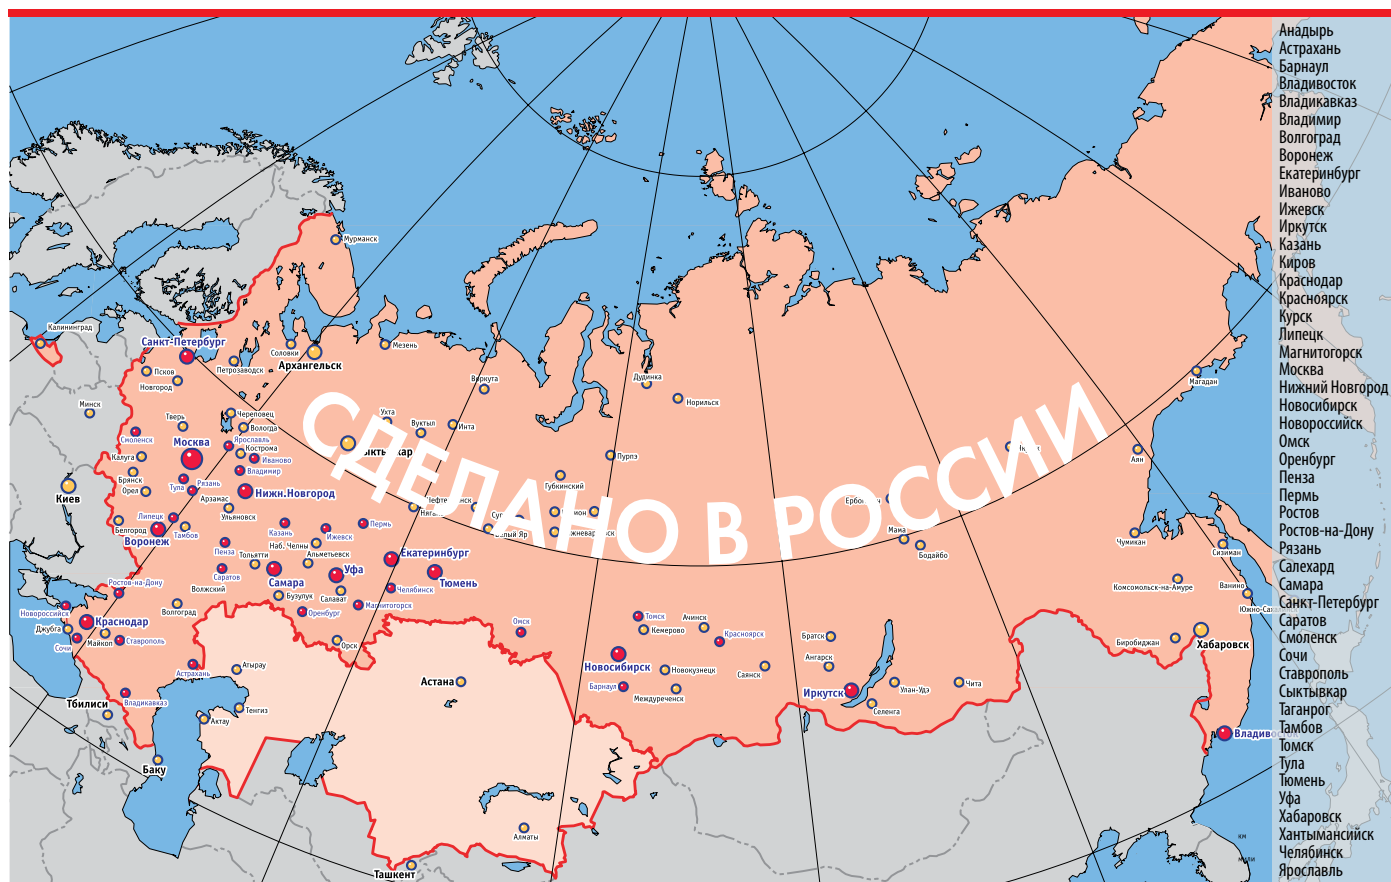 СДЕЛАНО В РОССИИ
Мурманск
Калининград
Санкт-Петербург
Псков
Новгород
Петрозаводск
Соловки
Архангельск
Мезень
Воркута
Дудинка
Норильск
Магадан
Минск
Тверь
Череповец
Вологда
Ухта
Вуктыл
Инта
Смоленск
Москва
Ярославль
Кострома
Иваново
Владимир
Калуга
Брянск
Орел
Тула
Рязань
Нижн.Новгород
Арзамас
Ульяновск
Пурпэ
Губкинский
Аян
Киев
Липецк
Белгород
Воронеж
Тамбов
Казань
Ижевск
Пермь
Наб. Челны
Альметьевск
Екатеринбург
Тюмень
Челябинск
Магнитогорск
Пенза
Тольятти
Саратов
Самара
Уфа
Волжский
Бузулук
Салават
Оренбург
Волгоград
Орск
Мама
Бодайбо
Чумикан
Сизиман
Комсомольск-на-Амуре
Ванино
Биробиджан
Хабаровск
Владивосток
Ростов-на-Дону
Новороссийск
Краснодар
Джубга
Сочи
Майкоп
Ставрополь
Астрахань
Владикавказ
Тбилиси
Баку
Атырау
Тенгиз
Актау
Астана
Алматы
Ташкент
Омск
Томск
Кемерово
Ачинск
Красноярск
Новосибирск
Барнаул
Новокузнецк
Междуреченск
Саянск
Братск
Ангарск
Иркутск
Улан-Удэ
Селенга
Чита
Анадырь
Астрахань
Барнаул
Владивосток
Владикавказ
Владимир
Волгоград
Воронеж
Екатеринбург
Иваново
Ижевск
Иркутск
Казань
Киров
Краснодар
Красноярск
Курск
Липецк
Магнитогорск
Москва
Нижний Новгород
Новосибирск
Новороссийск
Омск
Оренбург
Пенза
Пермь
Ростов
Ростов-на-Дону
Рязань
Салехард
Самара
Санкт-Петербург
Саратов
Смоленск
Сочи
Ставрополь
Сыктывкар
Таганрог
Тамбов
Томск
Тула
Тюмень
Уфа
Хабаровск
Хантымансийск
Челябинск
Ярославль